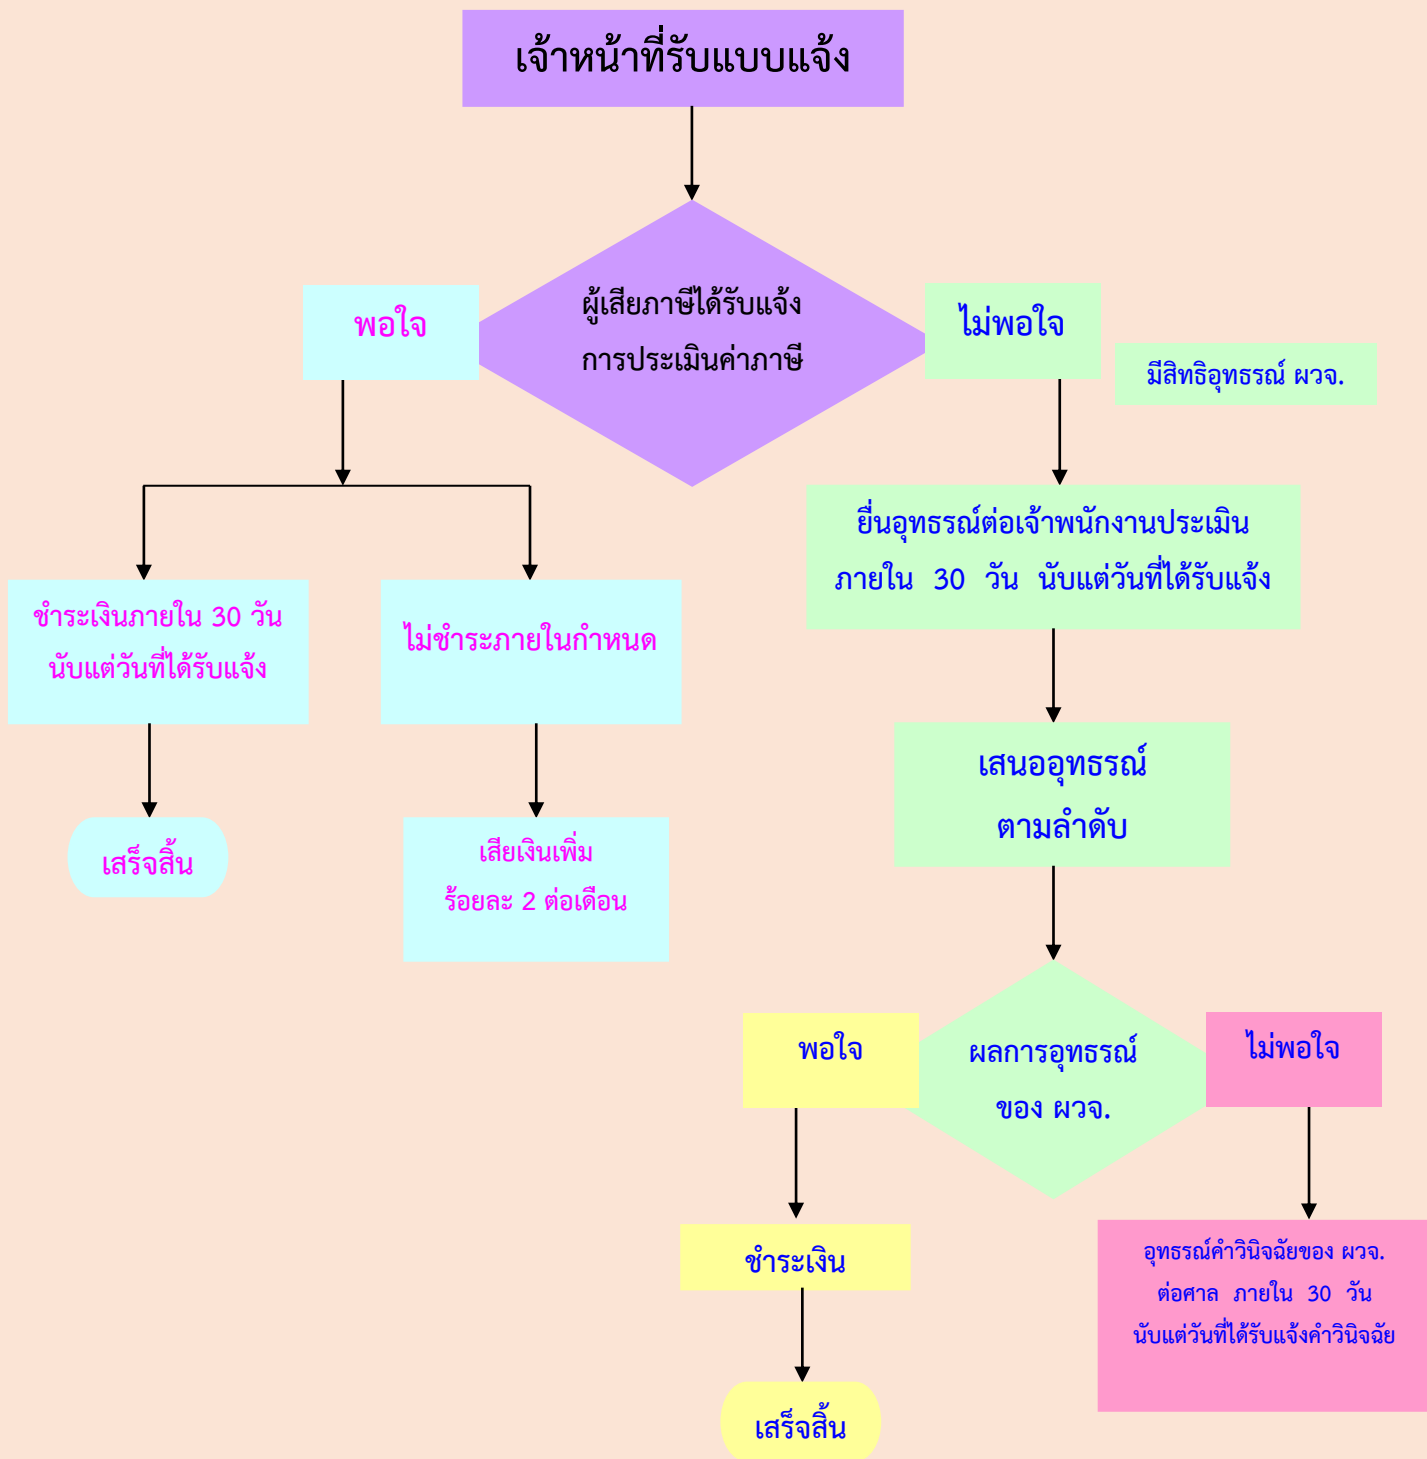 เจ้าหน้าที่รับแบบแจ้ง
ผู้เสียภาษีได้รับแจ้ง
การประเมินค่าภาษี
พอใจ
ไม่พอใจ
มีสิทธิอุทธรณ์ ผวจ.
ยื่นอุทธรณ์ต่อเจ้าพนักงานประเมิน
ภายใน 30 วัน นับแต่วันที่ได้รับแจ้ง
ชำระเงินภายใน 30 วัน
นับแต่วันที่ได้รับแจ้ง
ไม่ชำระภายในกำหนด
เสนออุทธรณ์
ตามลำดับ
เสร็จสิ้น
เสียเงินเพิ่ม
ร้อยละ 2 ต่อเดือน
พอใจ
ผลการอุทธรณ์
ของ ผวจ.
ไม่พอใจ
ชำระเงิน
อุทธรณ์คำวินิจฉัยของ ผวจ.
ต่อศาล ภายใน 30 วัน
นับแต่วันที่ได้รับแจ้งคำวินิจฉัย
เสร็จสิ้น